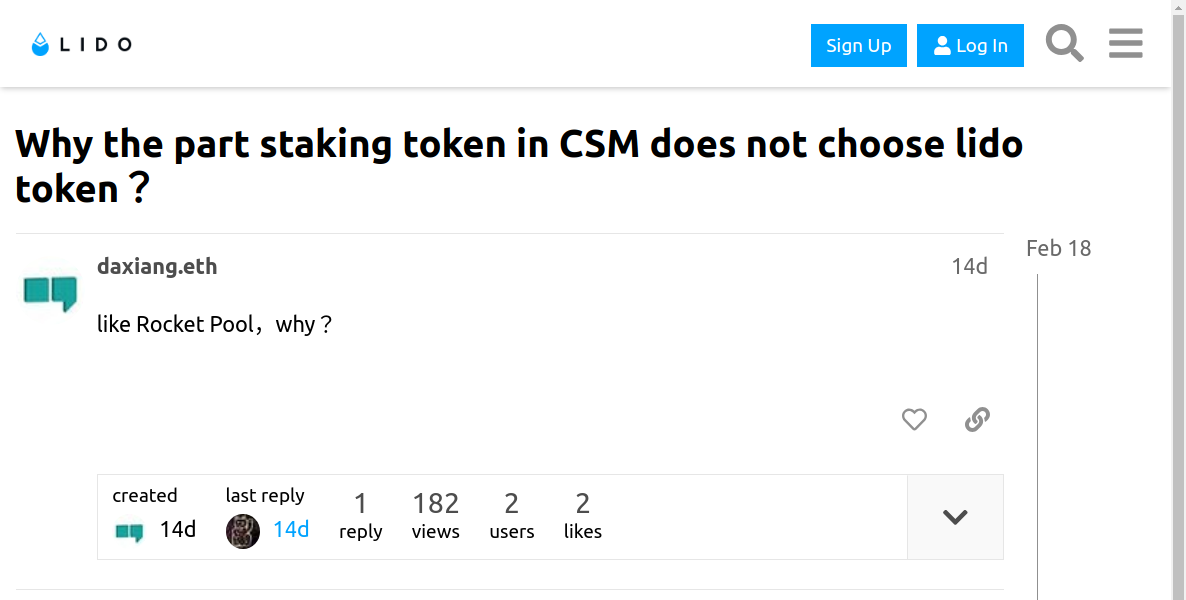 LIDO
Sign Up
Log In
Why the part staking token in CSM does not choose lido
token？
Feb 18
daxiang.eth
14d
like Rocket Pool，why？
created
14d
last reply
14d
1
reply
182
views
2
users
2
likes